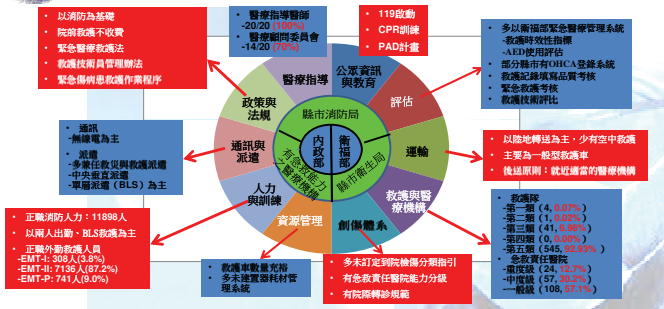 • 以消防為基礎
• 院前救護不收費
• 緊急醫療救護法
• 救護技術員管理辦法
• 緊急傷病患救護作業程序
• 醫療指導醫師
-20/20 (100%)
• 醫療顧問委員會
-14/20 (70%)
• 119啟動
• CPR訓練
• PAD計畫
• 多以衛福部緊急醫療管理系統
-救護時效性指標
-AED使用評估
• 部分縣市有OHCA登錄系統
• 救護記錄填寫品質考核
• 緊急救護考核
• 救護技術評比
醫療指導
公眾資訊
與教育
政策與
法規
評估
縣市消防局
通訊與
派遣
內政部
衛福部
運輸
有急救能力
之醫療機構
縣市衛生局
人力
與訓練
救護與醫
療機構
資源管理
創傷體系
• 通訊
-無線電為主
• 派遣
-多兼任救災與救護派遣
-中央垂直派遣
-單層派遣（BLS）為主
• 以陸地轉送為主，少有空中救護
• 主要為一般型救護車
• 後送原則：就近適當的醫療機構
• 正職消防人力：11898人
• 以兩人出勤、BLS救護為主
• 正職外勤救護人員
-EMT-I: 308人(3.8%)
-EMT-II: 7136人(87.2%)
-EMT-P: 741人(9.0%)
• 救護車數量充裕
• 多未建置器耗材管
理系統
• 多未訂定到院檢傷分類指引
• 有急救責任醫院能力分級
• 有院際轉診規範
• 救護隊
-第一類 (4, 0.07%)
-第二類 (1, 0.02%)
-第三類 (41, 6.98%)
-第四類 (0, 0.00%)
-第五類 (545, 92.93%)
• 急救責任醫院
-重度級 (24, 12.7%)
-中度級 (57, 30.2%)
-一般級 (108, 57.1%)